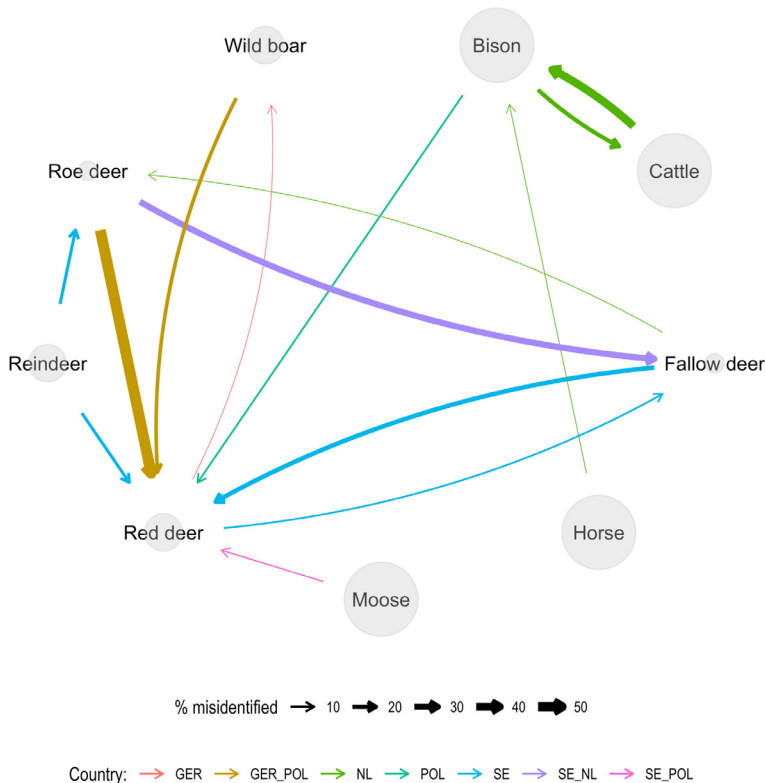 Wild boar
Bison
Roe deer
Cattle
Reindeer
Fallow deer
Red deer
Horse
Moose
% misidentified 10 20 30 40 50
Country: GER GER_POL NL POL SE SE_NL SE_POL